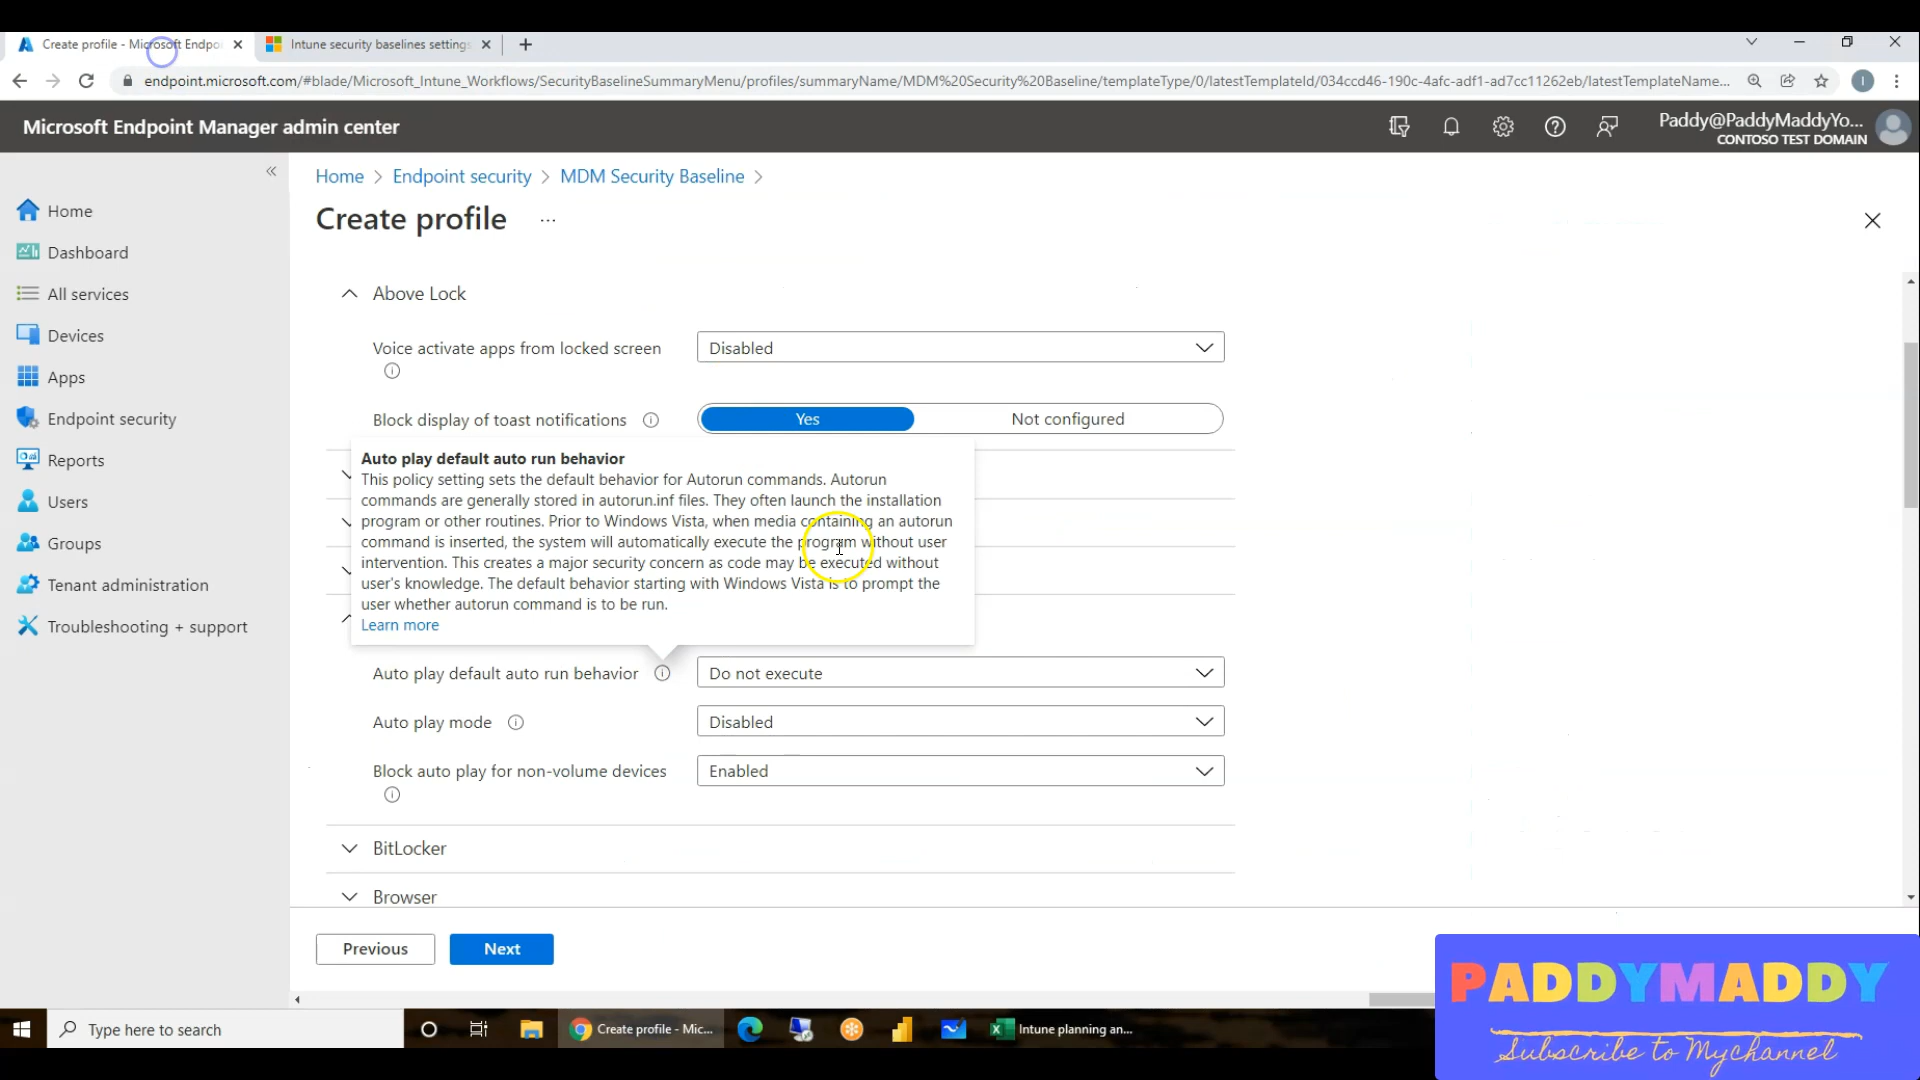 Create profile - Microsoft Endpo
Intune security baselines settings
endpoint.microsoft.com/#blade/Microsoft_Intune_Workflows/SecurityBaselineSummaryMenu/profiles/summaryName/MDM%20Security%20Baseline/templateType/0/latestTemplateId/034ccd46-190c-4afc-adf1-ad7cc11262eb/latestTemplateName...
I
Microsoft Endpoint Manager admin center
Paddy@PaddyMaddyYo...
CONTOSO TEST DOMAIN
Home
Dashboard
All services
Devices
Apps
Endpoint security
Reports
Users
Groups
Tenant administration
Troubleshooting + support
Home > Endpoint security > MDM Security Baseline >
Create profile ...
Above Lock
Voice activate apps from locked screen
Disabled
Block display of toast notifications
Yes
Not configured
Auto play default auto run behavior
This policy setting sets the default behavior for Autorun commands. Autorun
commands are generally stored in autorun.inf files. They often launch the installation
program or other routines. Prior to Windows Vista, when media containing an autorun
command is inserted, the system will automatically execute the program without user
intervention. This creates a major security concern as code may be executed without
user's knowledge. The default behavior starting with Windows Vista is to prompt the
user whether autorun command is to be run.
Learn more
Auto play default auto run behavior
Do not execute
Auto play mode
Disabled
Block auto play for non-volume devices
Enabled
BitLocker
Browser
Previous
Next
PADDYMADDY
Subscribe to Mychannel
Type here to search
Create profile - Mic...
Intune planning an...